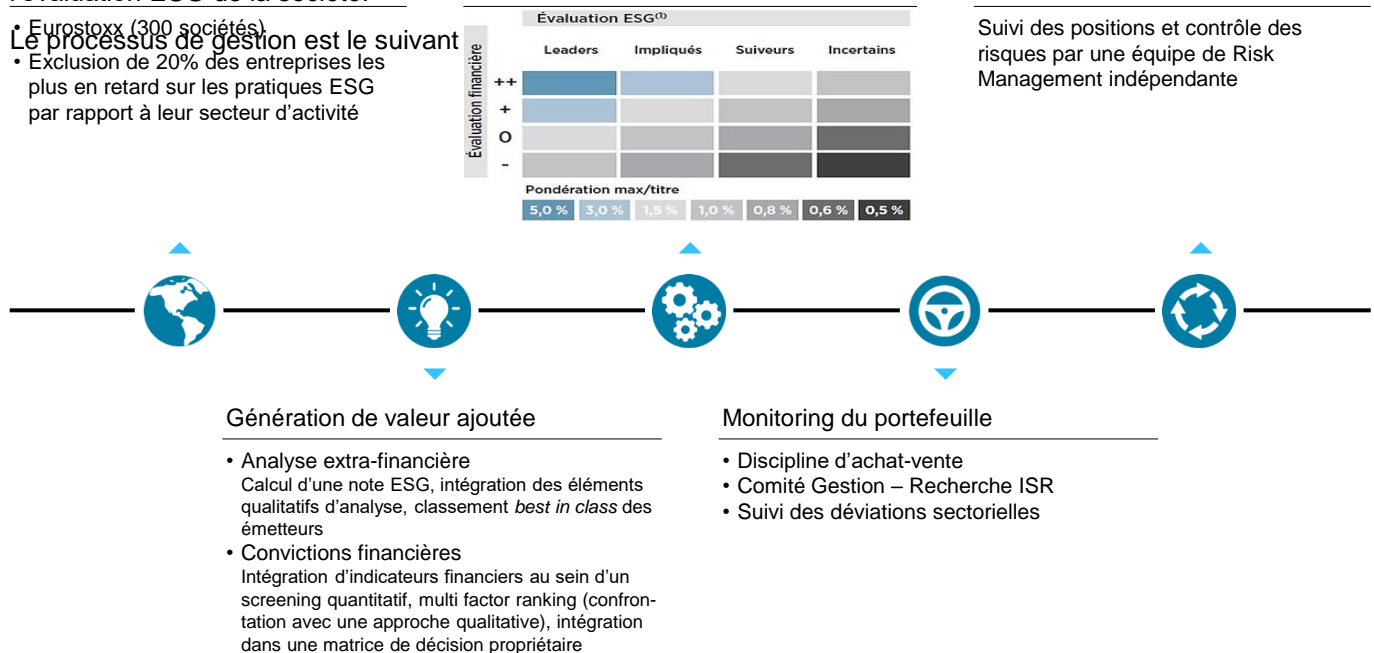 l'évaluation ESG de la société.
• Eurostoxx (300 sociétés)
Le processus de gestion est le suivant
• Exclusion de 20% des entreprises les
plus en retard sur les pratiques ESG
par rapport à leur secteur d'activité
Évaluation ESG(1)
Leaders Impliqués Suiveurs Incertains
Évaluation financière
++
+
O
-
Pondération max/titre
5,0 % 3,0 % 1,5 % 1,0 % 0,8 % 0,6 % 0,5 %
Suivi des positions et contrôle des
risques par une équipe de Risk
Management indépendante
Génération de valeur ajoutée
• Analyse extra-financière
Calcul d'une note ESG, intégration des éléments
qualitatifs d'analyse, classement best in class des
émetteurs
• Convictions financières
Intégration d'indicateurs financiers au sein d'un
screening quantitatif, multi factor ranking (confron-
tation avec une approche qualitative), intégration
dans une matrice de décision propriétaire
Monitoring du portefeuille
• Discipline d'achat-vente
• Comité Gestion – Recherche ISR
• Suivi des déviations sectorielles